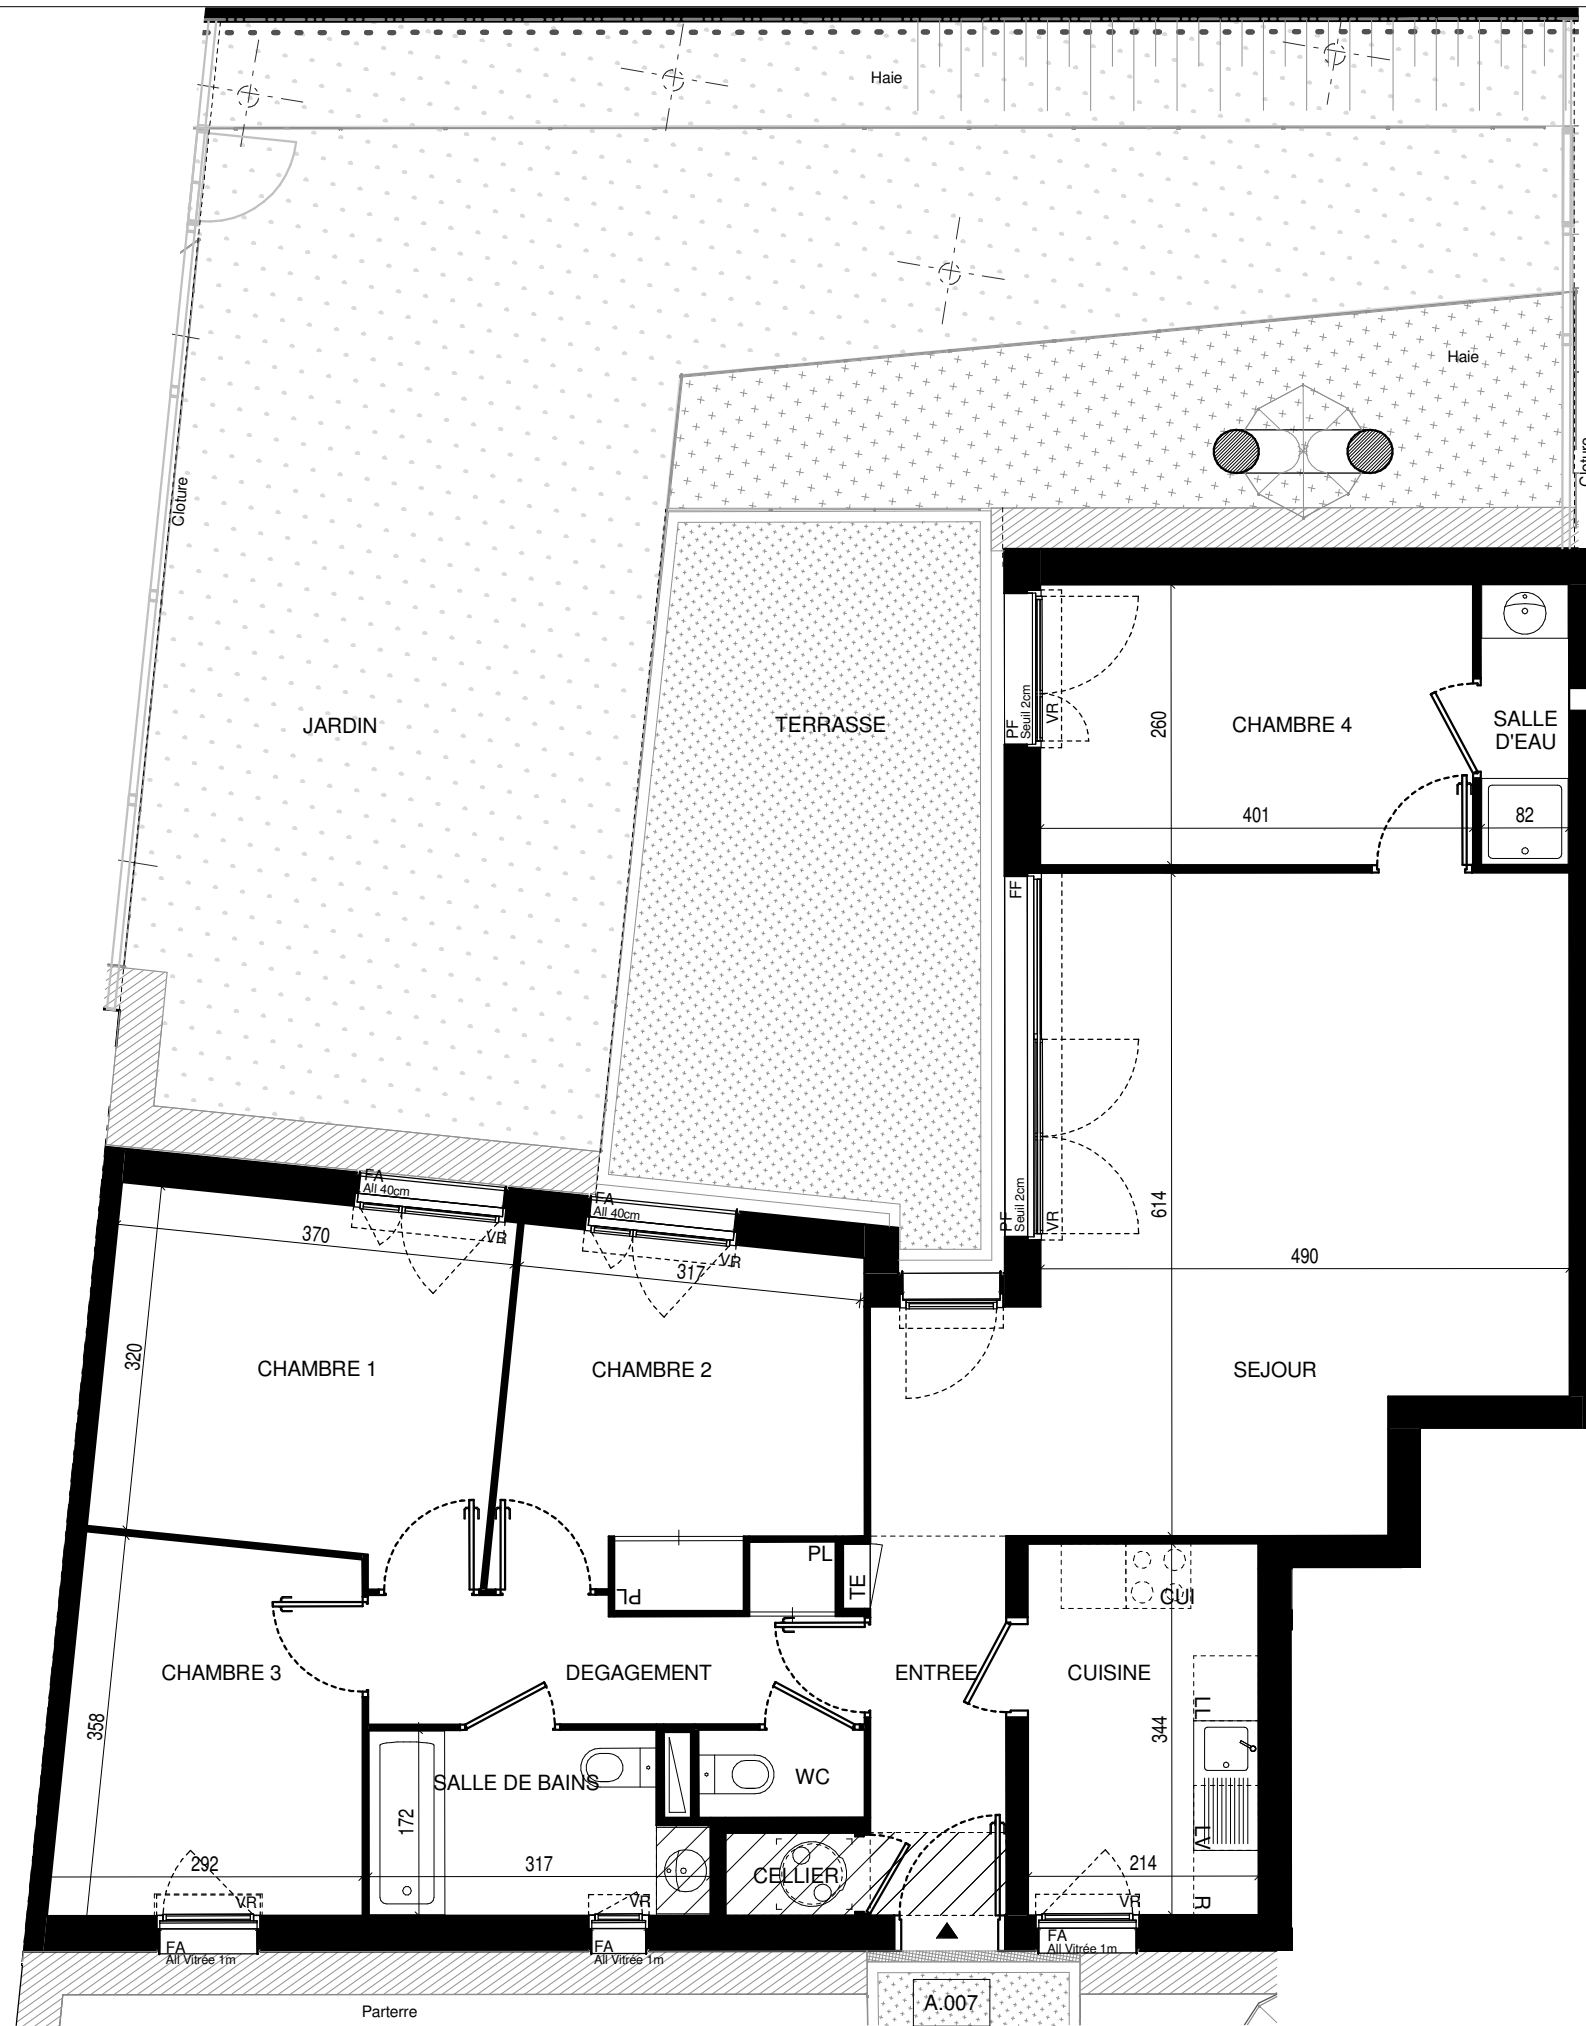 Haie
Haie
Cloture
Cloture
JARDIN
TERRASSE
PF
Seuil 2cm
VR
260
CHAMBRE 4
SALLE
D'EAU
401
82
FF
PF
Seuil 2cm
VR
614
490
FA
All 40cm
VR
370
FA
All 40cm
VR
317
320
CHAMBRE 1
CHAMBRE 2
SEJOUR
PL
PL
TE
CUI
CHAMBRE 3
DEGAGEMENT
ENTREE
CUISINE
LL
358
344
SALLE DE BAINS
WC
172
LV
292
317
CELLIER
214
VR
VR
VR
R
FA
All Vitrée 1m
FA
All Vitrée 1m
FA
All Vitrée 1m
A.007
Parterre